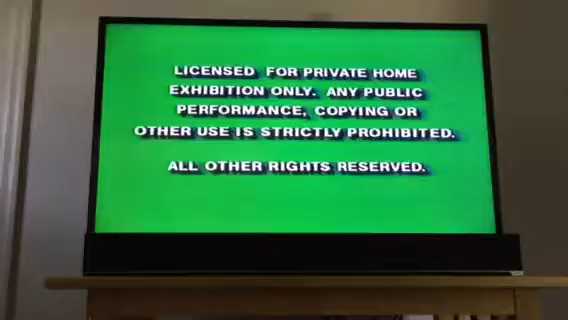 LICENSED FOR PRIVATE HOME
EXHIBITION ONLY. ANY PUBLIC
PERFORMANCE, COPYING OR
OTHER USE IS STRICTLY PROHIBITED.
ALL OTHER RIGHTS RESERVED.